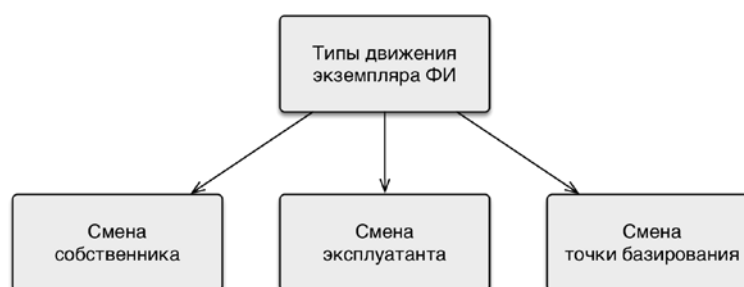 Типы движения
экземпляра ФИ
Смена
собственника
Смена
эксплуатанта
Смена
точки базирования